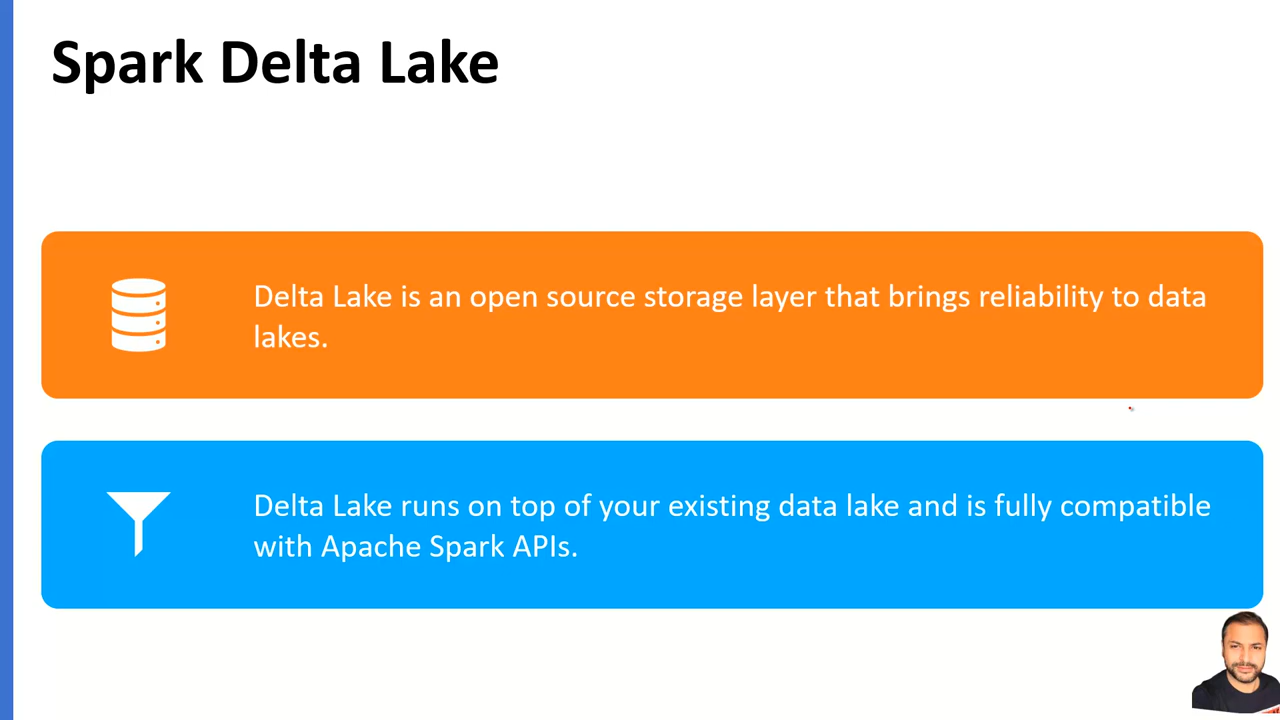 Spark Delta Lake
Delta Lake is an open source storage layer that brings reliability to data
lakes.
Delta Lake runs on top of your existing data lake and is fully compatible
with Apache Spark APIs.